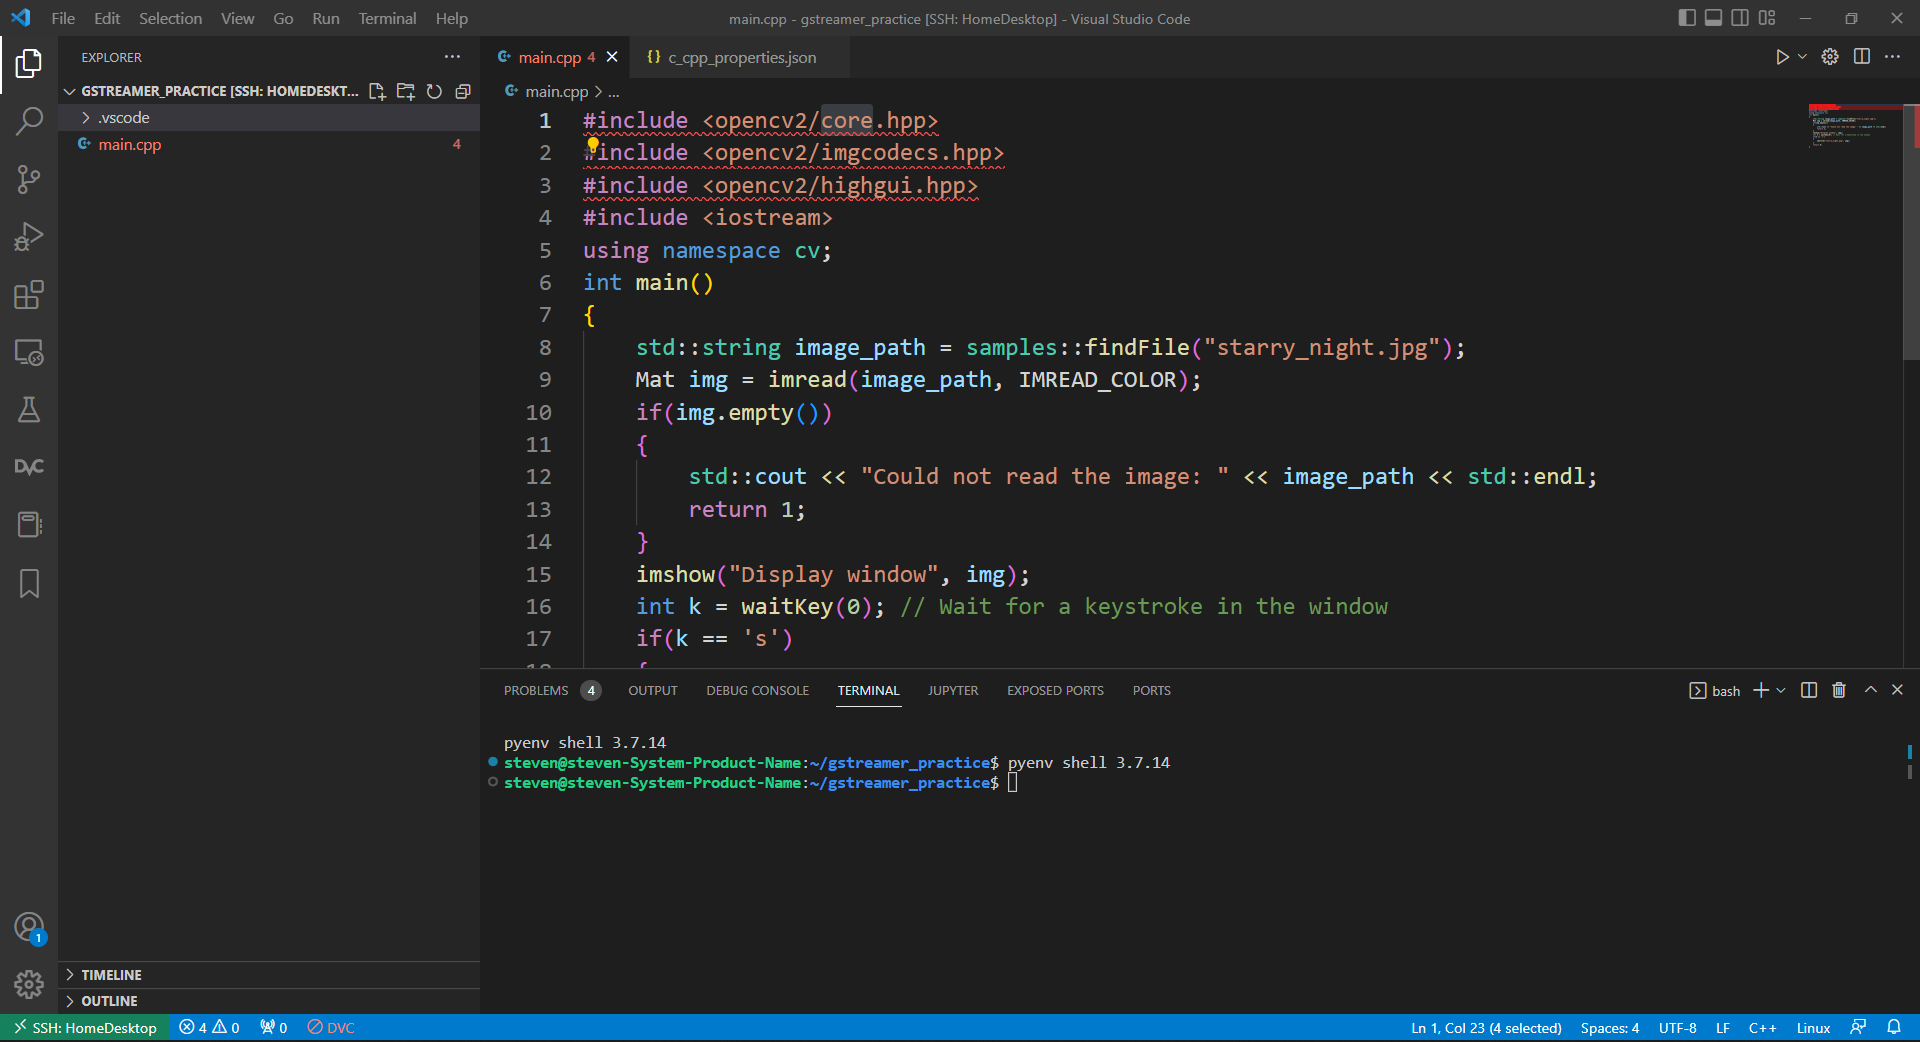 File Edit Selection View Go Run Terminal Help
main.cpp - gstreamer_practice [SSH: HomeDesktop] - Visual Studio Code
EXPLORER
GSTREAMER_PRACTICE [SSH: HOMEDESKT...
.vscode
main.cpp 4
DVC
1
TIMELINE
OUTLINE
main.cpp 4
{} c_cpp_properties.json
main.cpp > ...
1 #include <opencv2/core.hpp>
2 #include <opencv2/imgcodecs.hpp>
3 #include <opencv2/highgui.hpp>
4 #include <iostream>
5 using namespace cv;
6 int main()
7 {
8 std::string image_path = samples::findFile("starry_night.jpg");
9 Mat img = imread(image_path, IMREAD_COLOR);
10 if(img.empty())
11 {
12 std::cout << "Could not read the image: " << image_path << std::endl;
13 return 1;
14 }
15 imshow("Display window", img);
16 int k = waitKey(0); // Wait for a keystroke in the window
17 if(k == 's')
18 {
PROBLEMS 4 OUTPUT DEBUG CONSOLE TERMINAL JUPYTER EXPOSED PORTS PORTS
bash
pyenv shell 3.7.14
steven@steven-System-Product-Name:~/gstreamer_practice$ pyenv shell 3.7.14
steven@steven-System-Product-Name:~/gstreamer_practice$
SSH: HomeDesktop 4 0 0 DVC
Ln 1, Col 23 (4 selected) Spaces: 4 UTF-8 LF C++ Linux